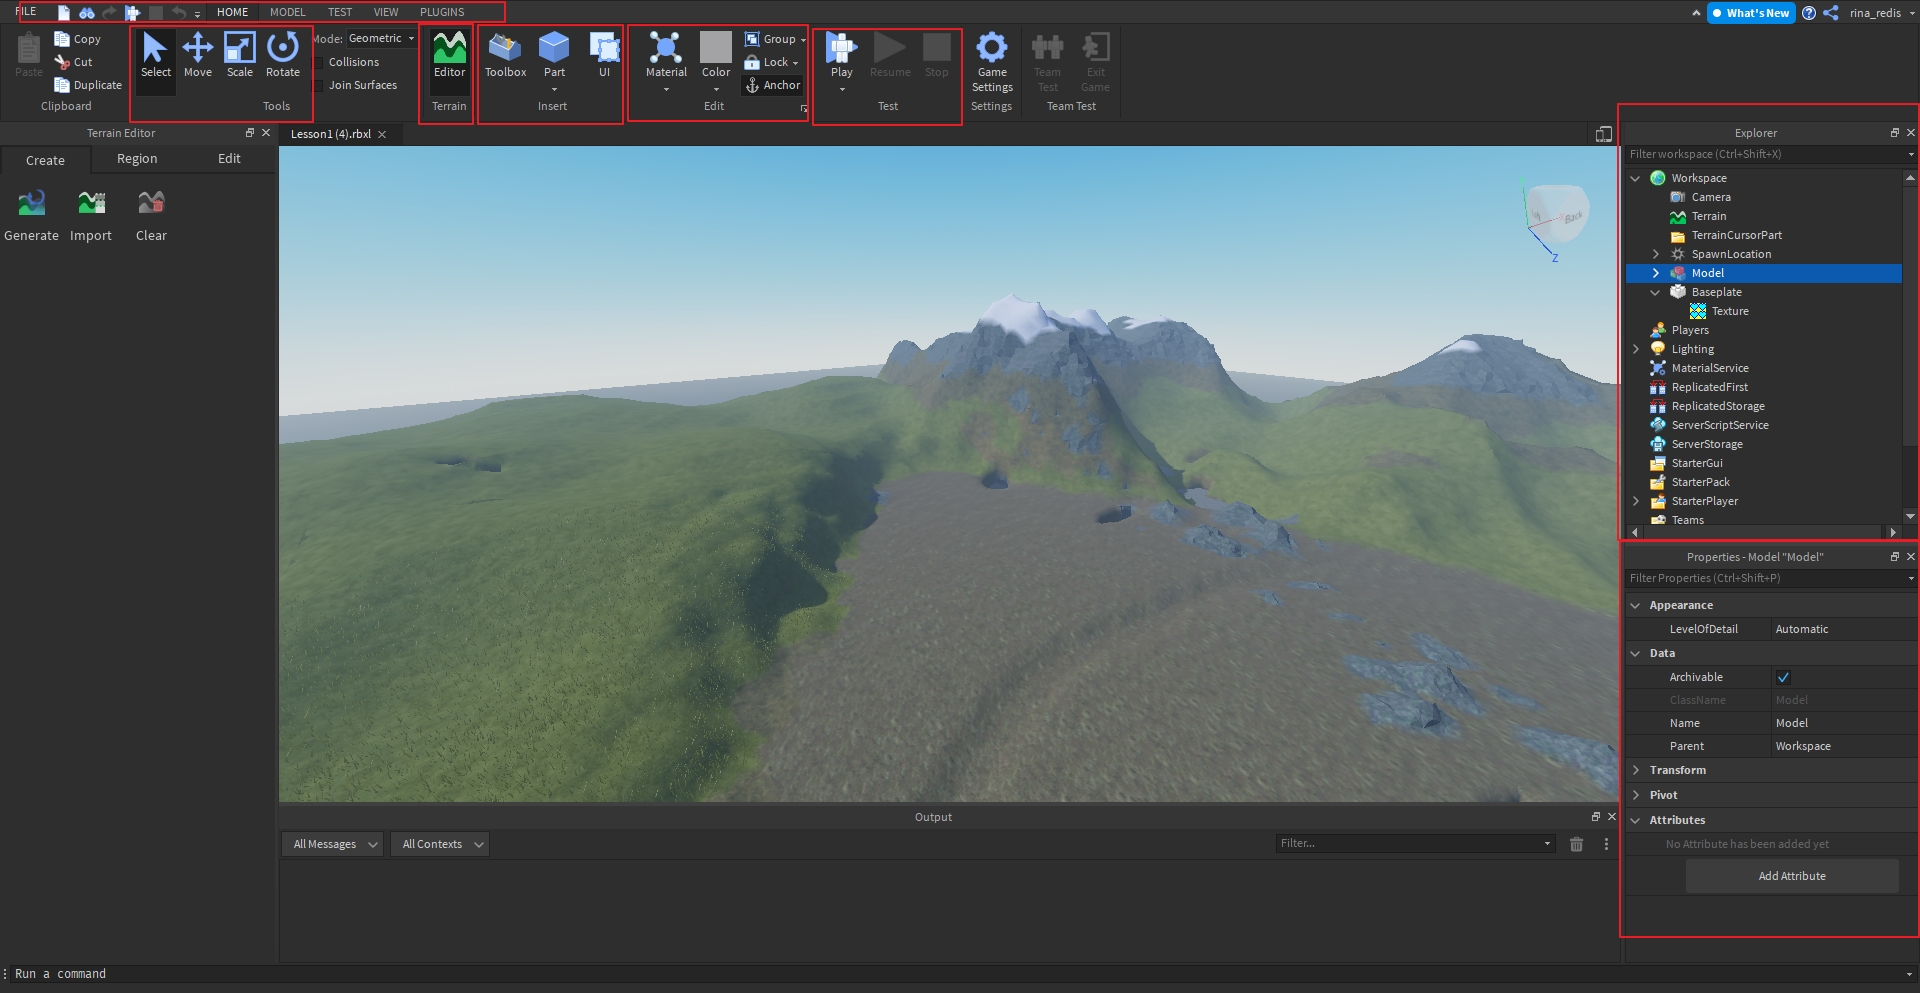 FILE
HOME
MODEL
TEST
VIEW
PLUGINS
What's New
rina_redis
Paste
Copy
Cut
Duplicate
Clipboard
Select
Move
Scale
Rotate
Tools
Mode: Geometric
Collisions
Join Surfaces
Editor
Terrain
Toolbox
Part
UI
Insert
Material
Color
Group
Lock
Anchor
Edit
Play
Resume
Stop
Test
Game
Settings
Settings
Team
Test
Exit
Game
Team Test
Terrain Editor
Create
Region
Edit
Generate
Import
Clear
Lesson1 (4).rbxl
Back
Z
Explorer
Filter workspace (Ctrl+Shift+X)
Workspace
Camera
Terrain
TerrainCursorPart
SpawnLocation
Model
Baseplate
Texture
Players
Lighting
MaterialService
ReplicatedFirst
ReplicatedStorage
ServerScriptService
ServerStorage
StarterGui
StarterPack
StarterPlayer
Teams
Properties - Model "Model"
Filter Properties (Ctrl+Shift+P)
Appearance
LevelOfDetail Automatic
Data
Archivable
ClassName Model
Name Model
Parent Workspace
Transform
Pivot
Attributes
No Attribute has been added yet
Add Attribute
Output
All Messages
All Contexts
Filter...
Run a command